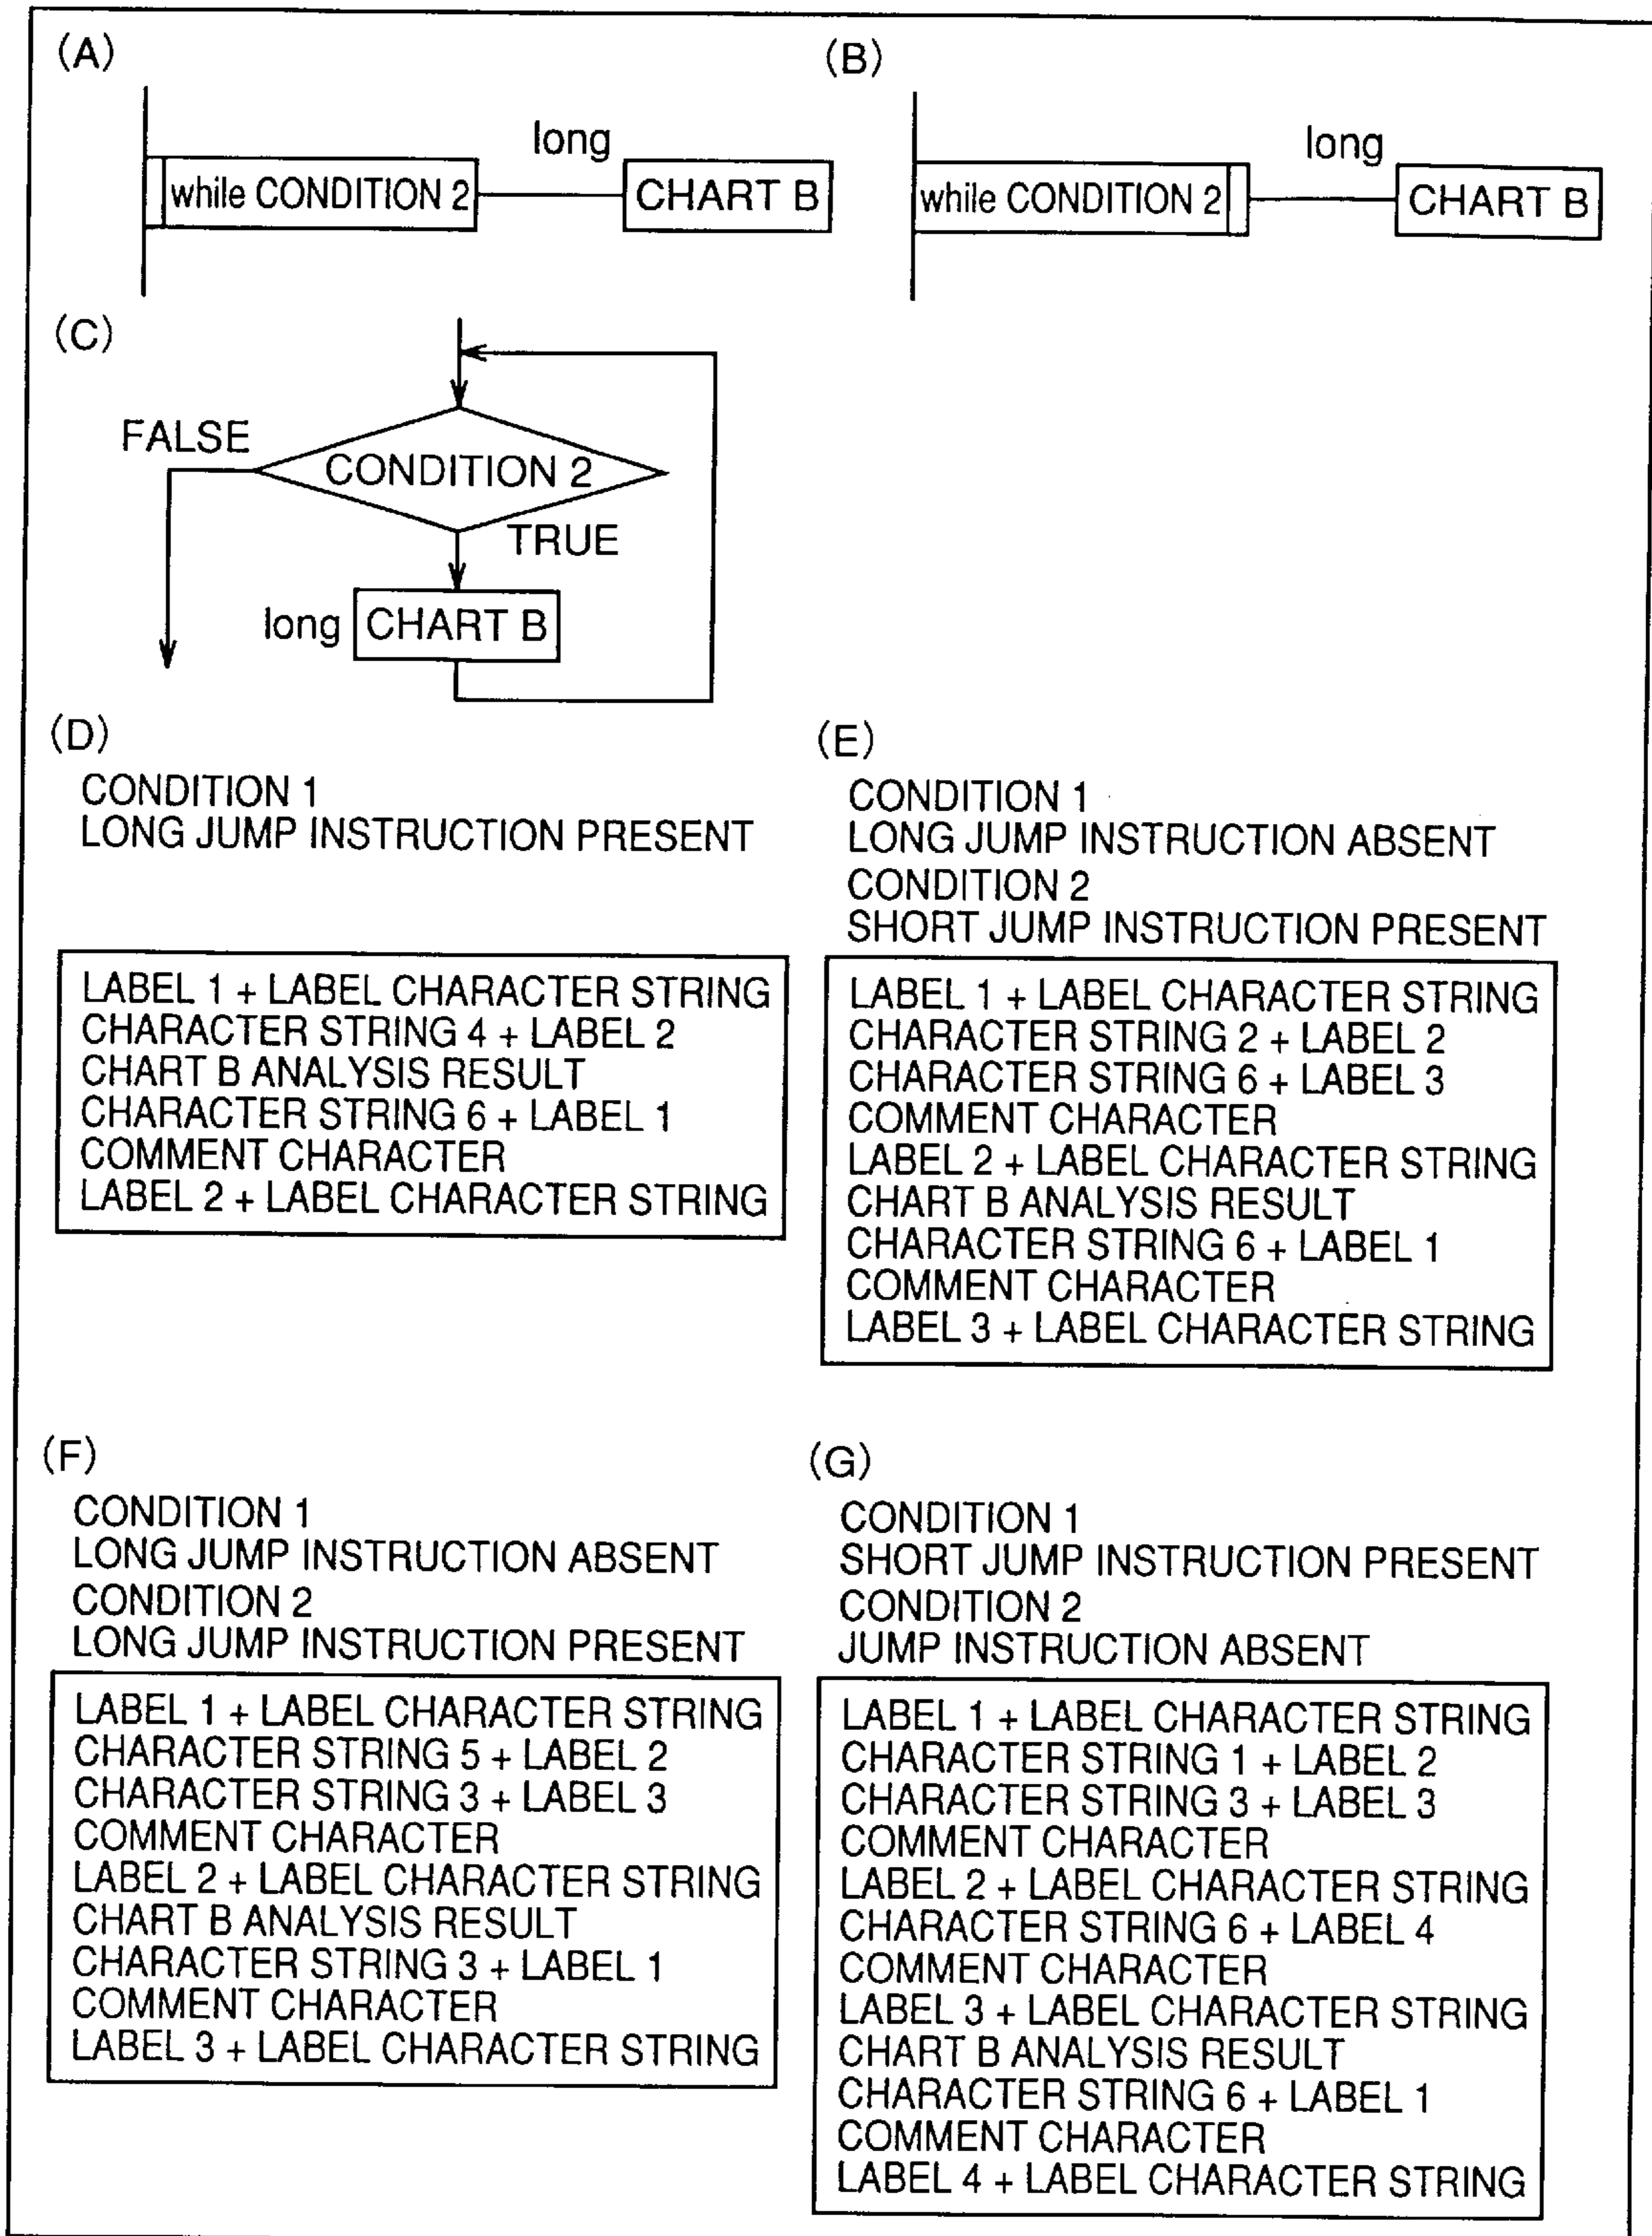 (A)
long
while CONDITION 2
CHART B
(B)
long
while CONDITION 2
CHART B
(C)
FALSE
CONDITION 2
TRUE
long
CHART B
(D)
CONDITION 1
LONG JUMP INSTRUCTION PRESENT
LABEL 1 + LABEL CHARACTER STRING
CHARACTER STRING 4 + LABEL 2
CHART B ANALYSIS RESULT
CHARACTER STRING 6 + LABEL 1
COMMENT CHARACTER
LABEL 2 + LABEL CHARACTER STRING
(E)
CONDITION 1
LONG JUMP INSTRUCTION ABSENT
CONDITION 2
SHORT JUMP INSTRUCTION PRESENT
LABEL 1 + LABEL CHARACTER STRING
CHARACTER STRING 2 + LABEL 2
CHARACTER STRING 6 + LABEL 3
COMMENT CHARACTER
LABEL 2 + LABEL CHARACTER STRING
CHART B ANALYSIS RESULT
CHARACTER STRING 6 + LABEL 1
COMMENT CHARACTER
LABEL 3 + LABEL CHARACTER STRING
(F)
CONDITION 1
LONG JUMP INSTRUCTION ABSENT
CONDITION 2
LONG JUMP INSTRUCTION PRESENT
LABEL 1 + LABEL CHARACTER STRING
CHARACTER STRING 5 + LABEL 2
CHARACTER STRING 3 + LABEL 3
COMMENT CHARACTER
LABEL 2 + LABEL CHARACTER STRING
CHART B ANALYSIS RESULT
CHARACTER STRING 3 + LABEL 1
COMMENT CHARACTER
LABEL 3 + LABEL CHARACTER STRING
(G)
CONDITION 1
SHORT JUMP INSTRUCTION PRESENT
CONDITION 2
JUMP INSTRUCTION ABSENT
LABEL 1 + LABEL CHARACTER STRING
CHARACTER STRING 1 + LABEL 2
CHARACTER STRING 3 + LABEL 3
COMMENT CHARACTER
LABEL 2 + LABEL CHARACTER STRING
CHARACTER STRING 6 + LABEL 4
COMMENT CHARACTER
LABEL 3 + LABEL CHARACTER STRING
CHART B ANALYSIS RESULT
CHARACTER STRING 6 + LABEL 1
COMMENT CHARACTER
LABEL 4 + LABEL CHARACTER STRING